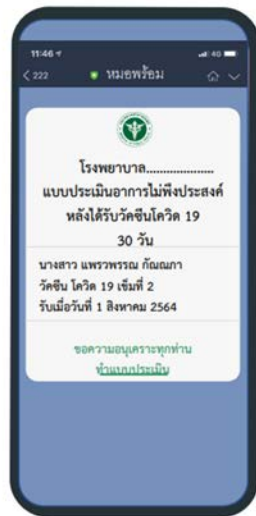 11:46
4G
222
หมอพร้อม
โรงพยาบาล.....................
แบบประเมินอาการไม่พึงประสงค์
หลังได้รับวัคซีนโควิด 19
30 วัน
นางสาว แพรวพรรณ กัณณภา
วัคซีน โควิด 19 เข็มที่ 2
รับเมื่อวันที่ 1 สิงหาคม 2564
ขอความอนุเคราะห์ทุกท่าน
ทำแบบประเมิน